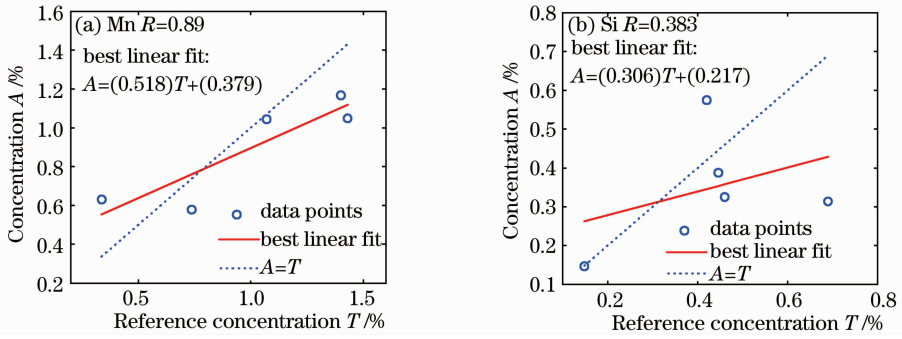 (a) Mn R=0.89
best linear fit:
A=(0.518)T+(0.379)
1.6
1.4
1.2
1.0
0.8
0.6
0.4
0.2
Concentration A /%
data points
best linear fit
A=T
0.5
1.0
1.5
Reference concentration T /%
(b) Si R=0.383
best linear fit:
A=(0.306)T+(0.217)
0.8
0.7
0.6
0.5
0.4
0.3
0.2
0.1
Concentration A /%
data points
best linear fit
A=T
0.2
0.4
0.6
0.8
Reference concentration T /%